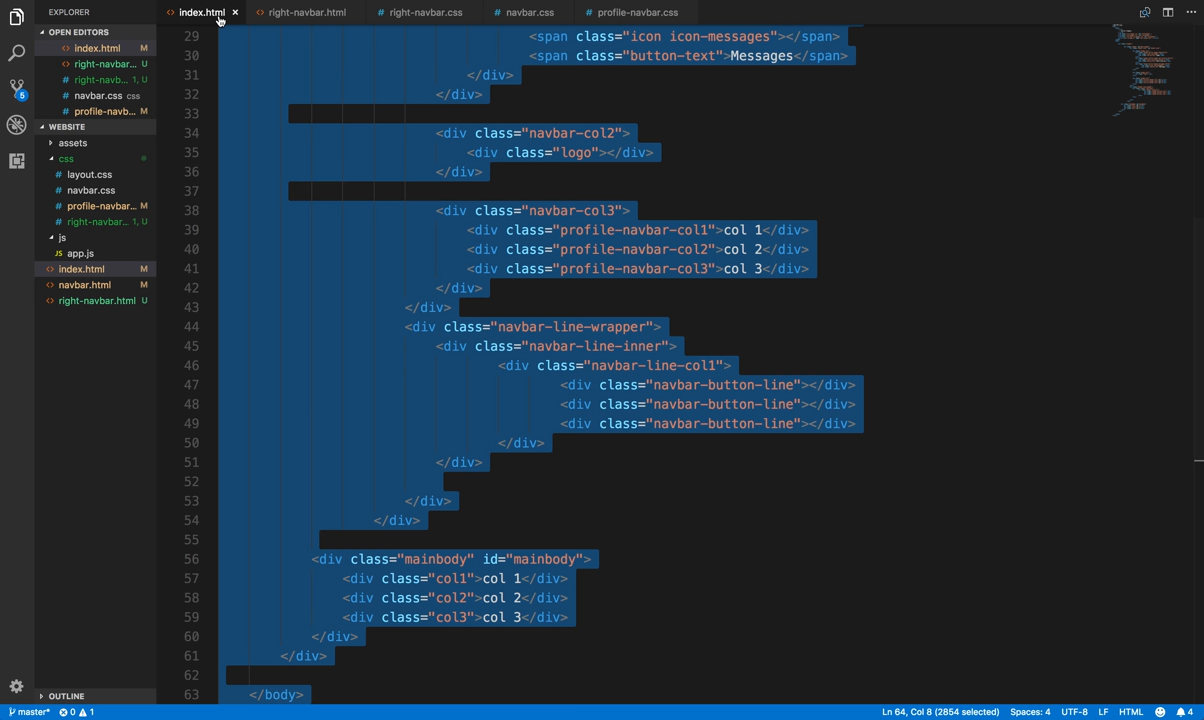 EXPLORER
OPEN EDITORS
index.html M
right-navbar... U
right-navb... 1, U
navbar.css css
profile-navb... M
WEBSITE
assets
css
layout.css
navbar.css
profile-navbar... M
right-navbar... 1, U
js
JS app.js
index.html M
navbar.html M
right-navbar.html U
OUTLINE
index.html ×
right-navbar.html
# right-navbar.css
# navbar.css
# profile-navbar.css
29 <span class="icon icon-messages"></span>
30 <span class="button-text">Messages</span>
31 </div>
32 </div>
33
34 <div class="navbar-col2">
35 <div class="logo"></div>
36 </div>
37
38 <div class="navbar-col3">
39 <div class="profile-navbar-col1">col 1</div>
40 <div class="profile-navbar-col2">col 2</div>
41 <div class="profile-navbar-col3">col 3</div>
42 </div>
43 </div>
44 <div class="navbar-line-wrapper">
45 <div class="navbar-line-inner">
46 <div class="navbar-line-col1">
47 <div class="navbar-button-line"></div>
48 <div class="navbar-button-line"></div>
49 <div class="navbar-button-line"></div>
50 </div>
51 </div>
52
53 </div>
54 </div>
55
56 <div class="mainbody" id="mainbody">
57 <div class="col1">col 1</div>
58 <div class="col2">col 2</div>
59 <div class="col3">col 3</div>
60 </div>
61 </div>
62
63 </body>
5
master* 0 1
Ln 64, Col 8 (2854 selected) Spaces: 4 UTF-8 LF HTML 4